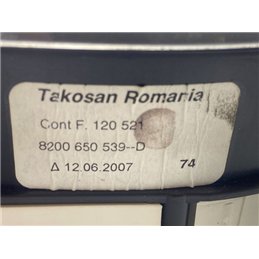 Takosan Romania
Cont F. 120 521
8200 650 539--D
Δ 12.06.2007 74